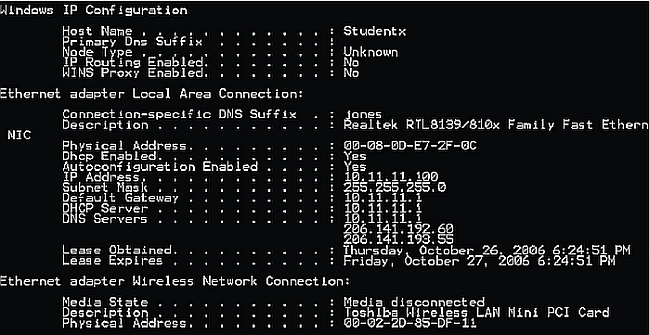 Windows IP Configuration
Host Name . . . . . . . . . . . . : Studentx
Primary Dns Suffix . . . . . . . :
Node Type . . . . . . . . . . . . : Unknown
IP Routing Enabled. . . . . . . . : No
WINS Proxy Enabled. . . . . . . . : No
Ethernet adapter Local Area Connection:
Connection-specific DNS Suffix . : jones
Description . . . . . . . . . . . : Realtek RTL8139/810x Family Fast Ethern
NIC
Physical Address. . . . . . . . . : 00-08-0D-E7-2F-0C
Dhcp Enabled. . . . . . . . . . . : Yes
Autoconfiguration Enabled . . . . : Yes
IP Address. . . . . . . . . . . . : 10.11.11.100
Subnet Mask . . . . . . . . . . . : 255.255.255.0
Default Gateway . . . . . . . . . : 10.11.11.1
DHCP Server . . . . . . . . . . . : 10.11.11.1
DNS Servers . . . . . . . . . . . : 10.11.11.1
206.141.192.60
206.141.193.55
Lease Obtained. . . . . . . . . . : Thursday, October 26, 2006 6:24:51 PM
Lease Expires . . . . . . . . . . : Friday, October 27, 2006 6:24:51 PM
Ethernet adapter Wireless Network Connection:
Media State . . . . . . . . . . . : Media disconnected
Description . . . . . . . . . . . : Toshiba Wireless LAN Mini PCI Card
Physical Address. . . . . . . . . : 00-02-2D-85-DF-11